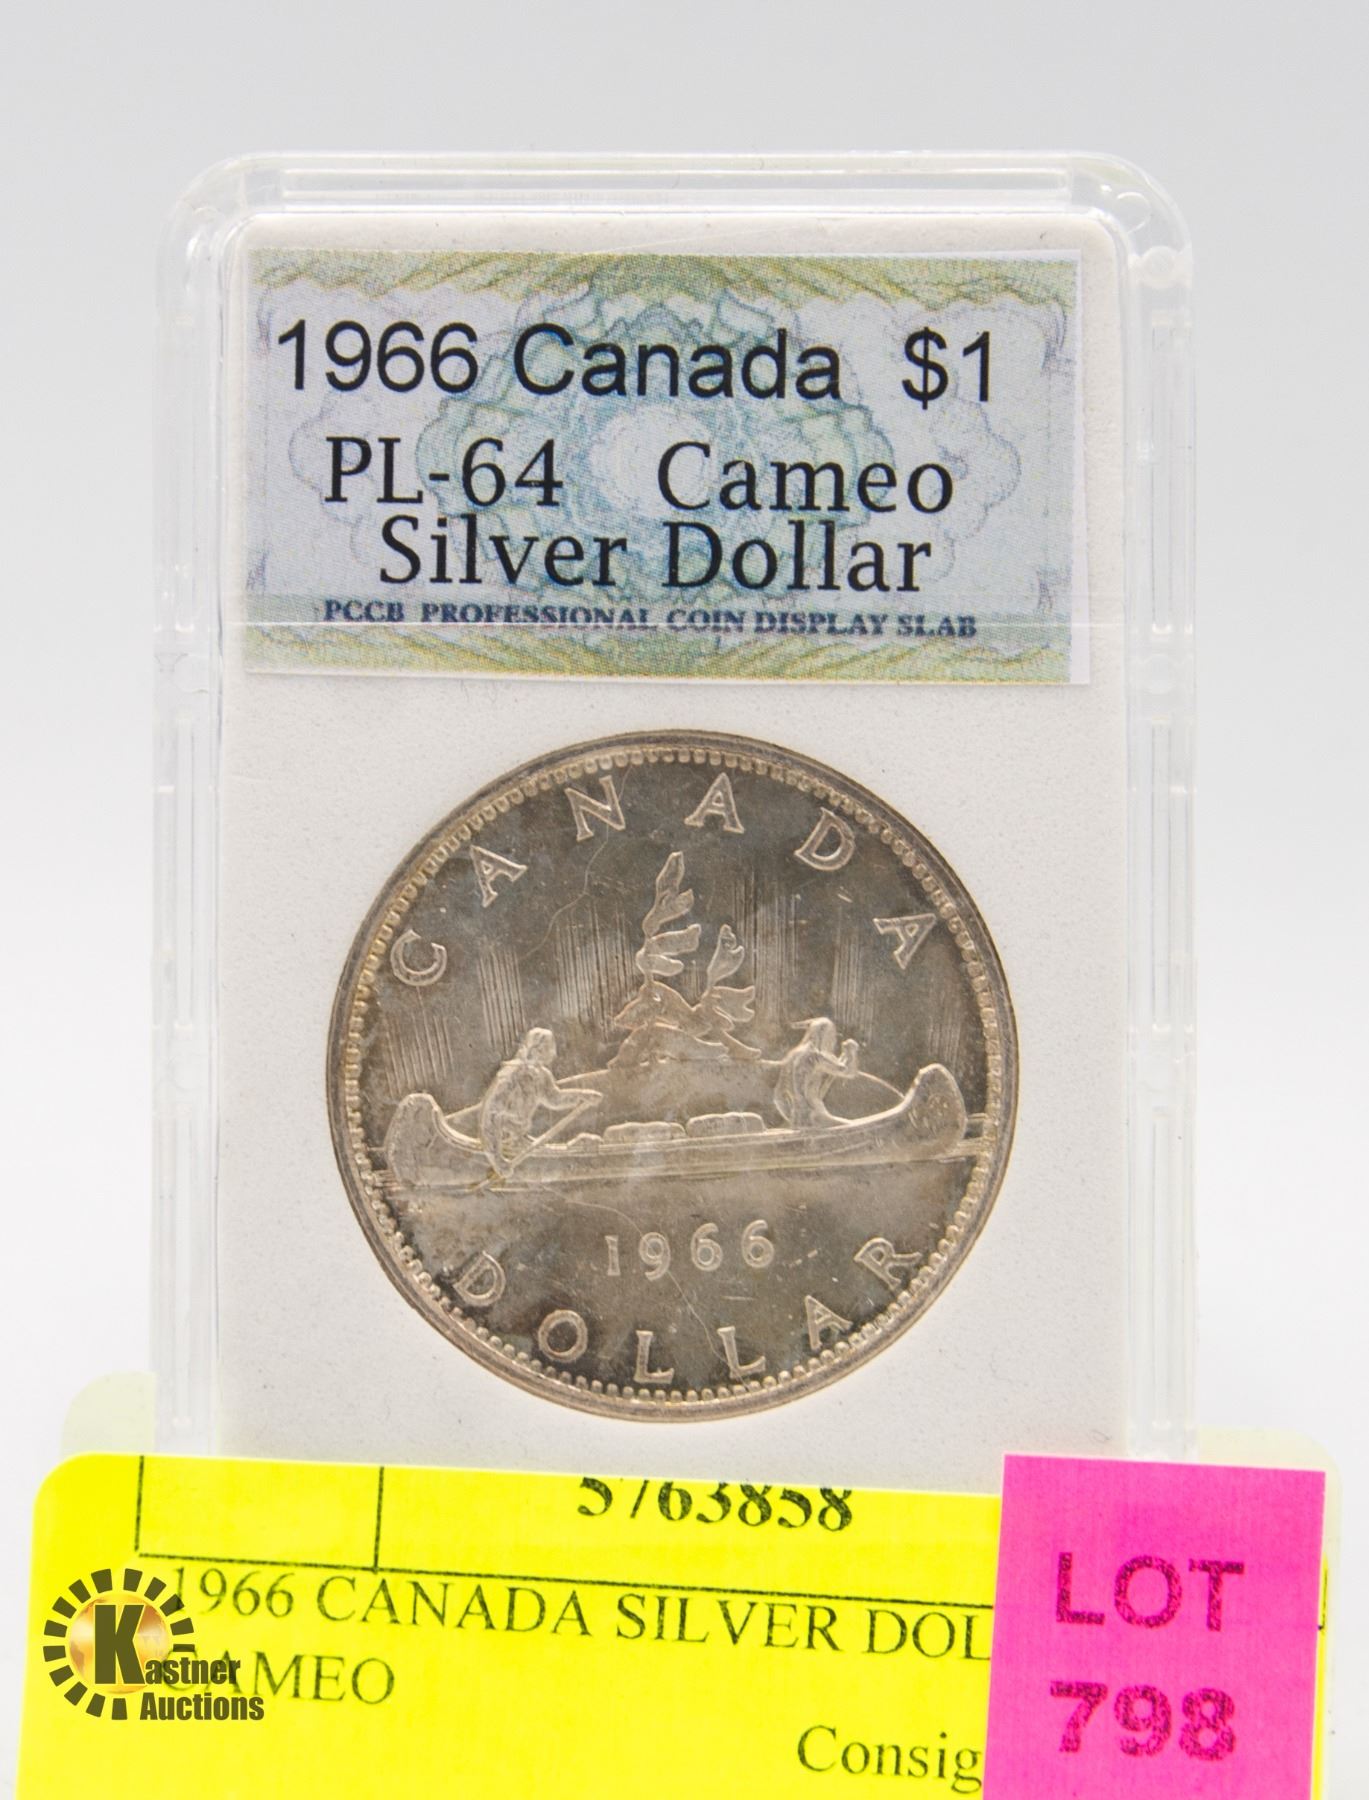 1966 Canada $1
PL-64 Cameo
Silver Dollar
PCCB PROFESSIONAL COIN DISPLAY SLAB
CANADA
1966
DOLLAR
5763858
1966 CANADA SILVER DOL
CAMEO
Consig
LOT
798
K
Kastner
Auctions